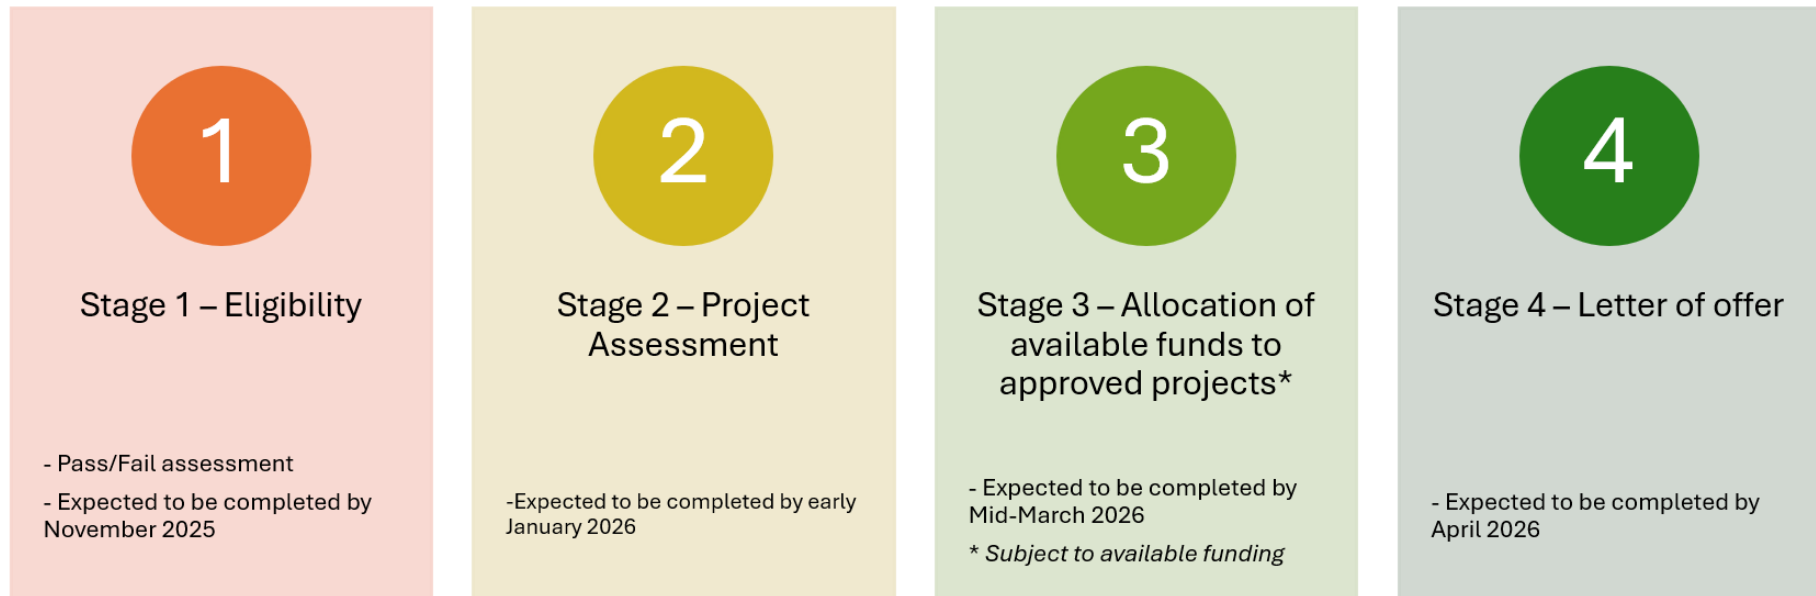 1
Stage 1 – Eligibility
- Pass/Fail assessment
- Expected to be completed by
November 2025
2
Stage 2 – Project
Assessment
-Expected to be completed by early
January 2026
3
Stage 3 – Allocation of
available funds to
approved projects*
- Expected to be completed by
Mid-March 2026
* Subject to available funding
4
Stage 4 – Letter of offer
- Expected to be completed by
April 2026